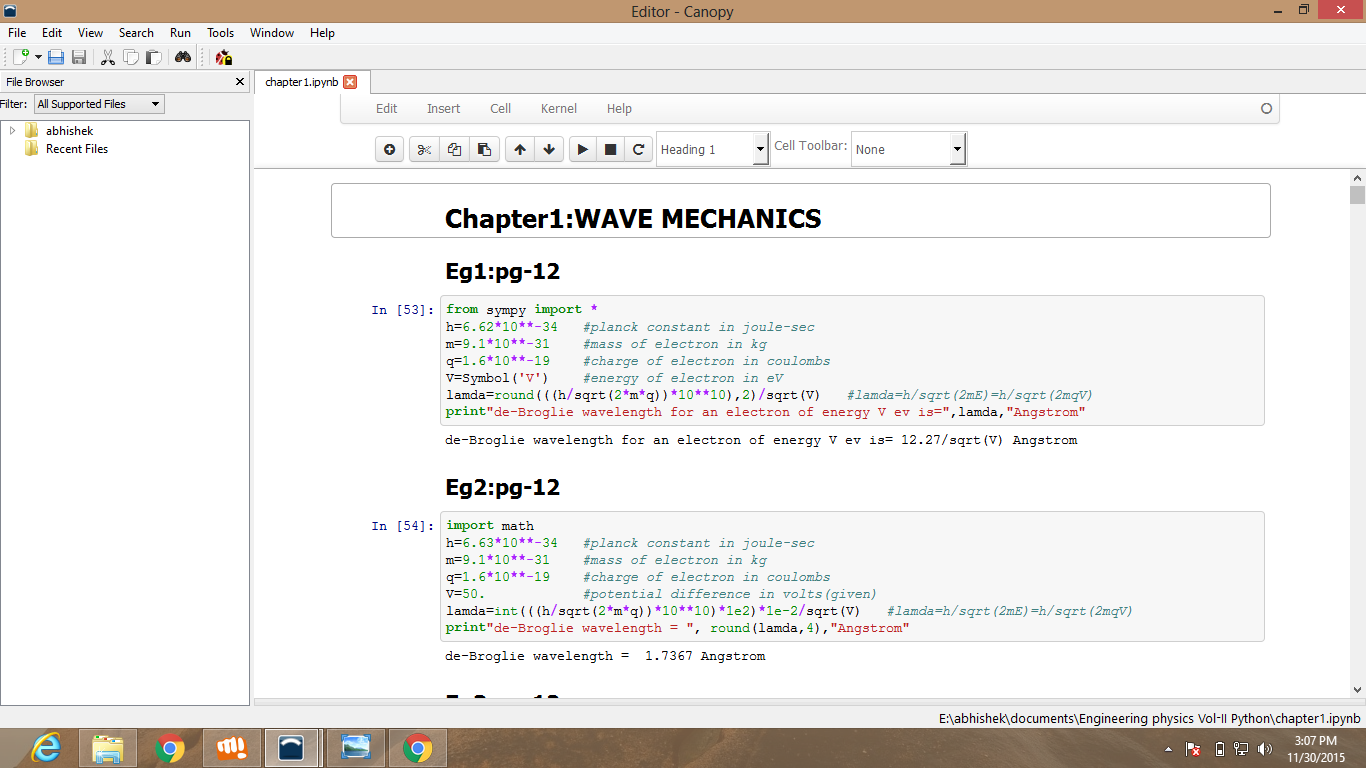 Editor - Canopy
File Edit View Search Run Tools Window Help
File Browser
chapter1.ipynb
Filter: All Supported Files
abhishek
Recent Files
Edit Insert Cell Kernel Help
Heading 1 Cell Toolbar: None
Chapter1:WAVE MECHANICS
Eg1:pg-12
In [53]: from sympy import *
h=6.62*10**-34 #planck constant in joule-sec
m=9.1*10**-31 #mass of electron in kg
q=1.6*10**-19 #charge of electron in coulombs
V=Symbol('V') #energy of electron in eV
lamda=round(((h/sqrt(2*m*q))*10**10),2)/sqrt(V) #lamda=h/sqrt(2mE)=h/sqrt(2mqV)
print"de-Broglie wavelength for an electron of energy V ev is=",lamda,"Angstrom"
de-Broglie wavelength for an electron of energy V ev is= 12.27/sqrt(V) Angstrom
Eg2:pg-12
In [54]: import math
h=6.63*10**-34 #planck constant in joule-sec
m=9.1*10**-31 #mass of electron in kg
q=1.6*10**-19 #charge of electron in coulombs
V=50. #potential difference in volts(given)
lamda=int(((h/sqrt(2*m*q))*10**10)*1e2)*1e-2/sqrt(V) #lamda=h/sqrt(2mE)=h/sqrt(2mqV)
print"de-Broglie wavelength = ", round(lamda,4),"Angstrom"
de-Broglie wavelength =  1.7367 Angstrom
E:\abhishek\documents\Engineering physics Vol-II Python\chapter1.ipynb
3:07 PM
11/30/2015